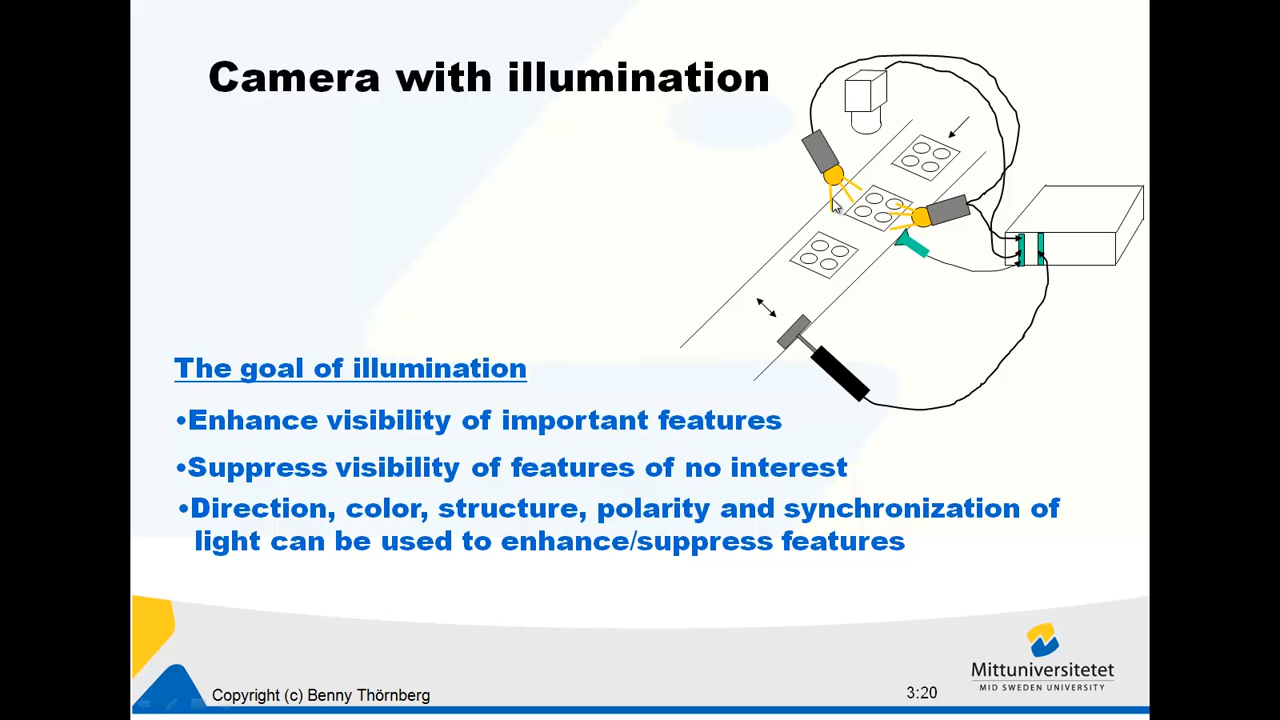 Camera with illumination
The goal of illumination
•Enhance visibility of important features
•Suppress visibility of features of no interest
•Direction, color, structure, polarity and synchronization of
light can be used to enhance/suppress features
Mittuniversitetet
MID SWEDEN UNIVERSITY
Copyright (c) Benny Thörnberg
3:20